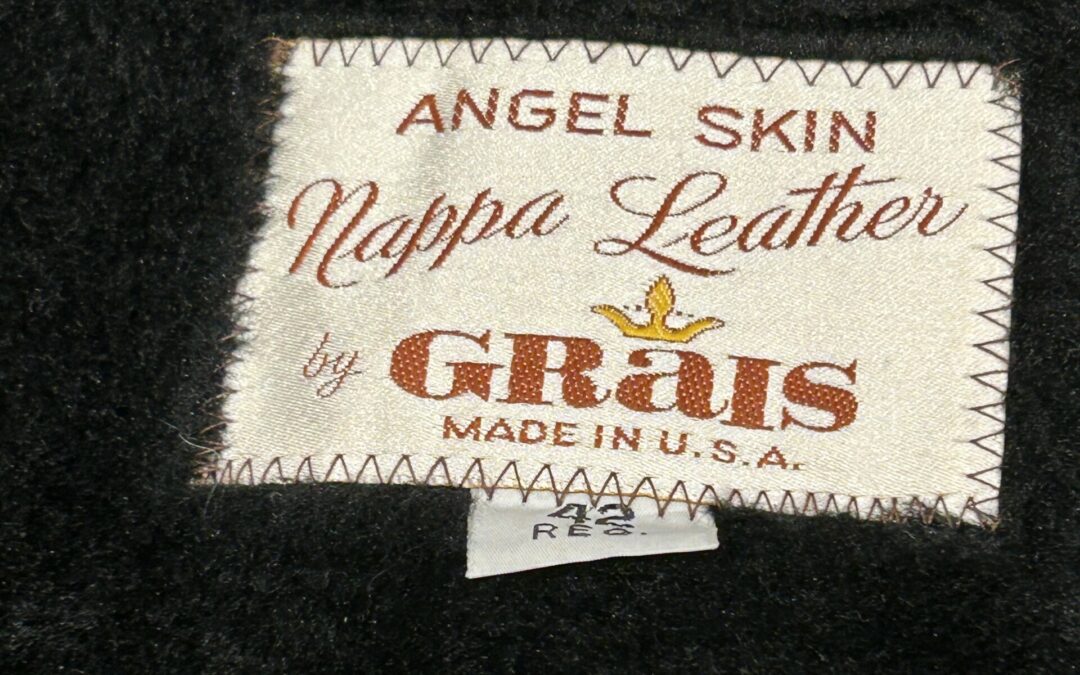 ANGEL SKIN
Nappa Leather
by GRaIS
MADE IN U.S.A.
42
REG.